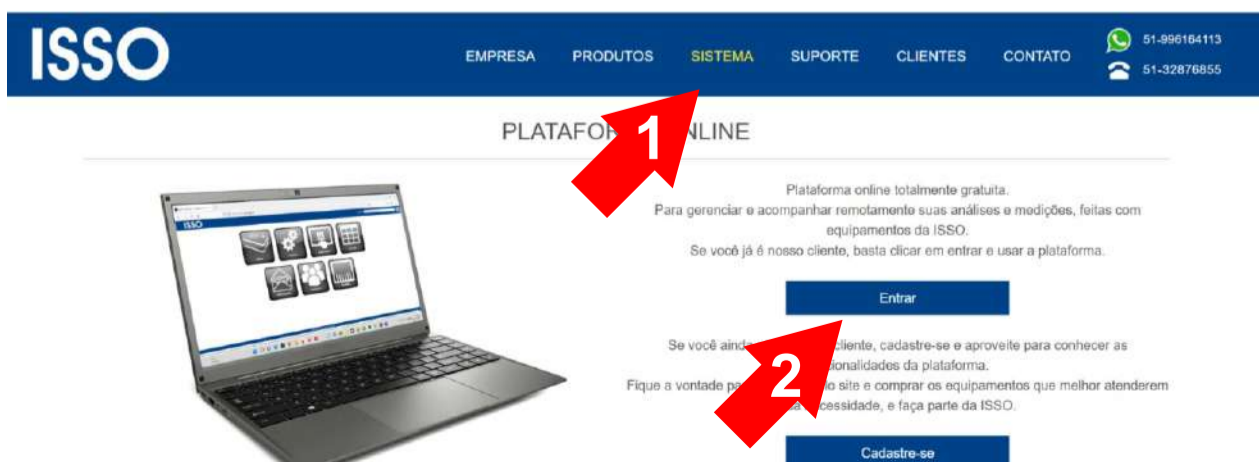 ISSO
EMPRESA PRODUTOS SISTEMA SUPORTE CLIENTES CONTATO
51-996164113
51-32876855
PLATAFOR NLINE
1
Plataforma online totalmente gratuita.
Para gerenciar e acompanhar remotamente suas análises e medições, feitas com
equipamentos da ISSO.
Se você já é nosso cliente, basta clicar em entrar e usar a plataforma.
Entrar
Se você ainda cliente, cadastre-se e aproveite para conhecer as
cionalidades da plataforma.
2
Fique a vontade pa lo site e comprar os equipamentos que melhor atenderem
cessidade, e faça parte da ISSO.
Cadastre-se
ISSO